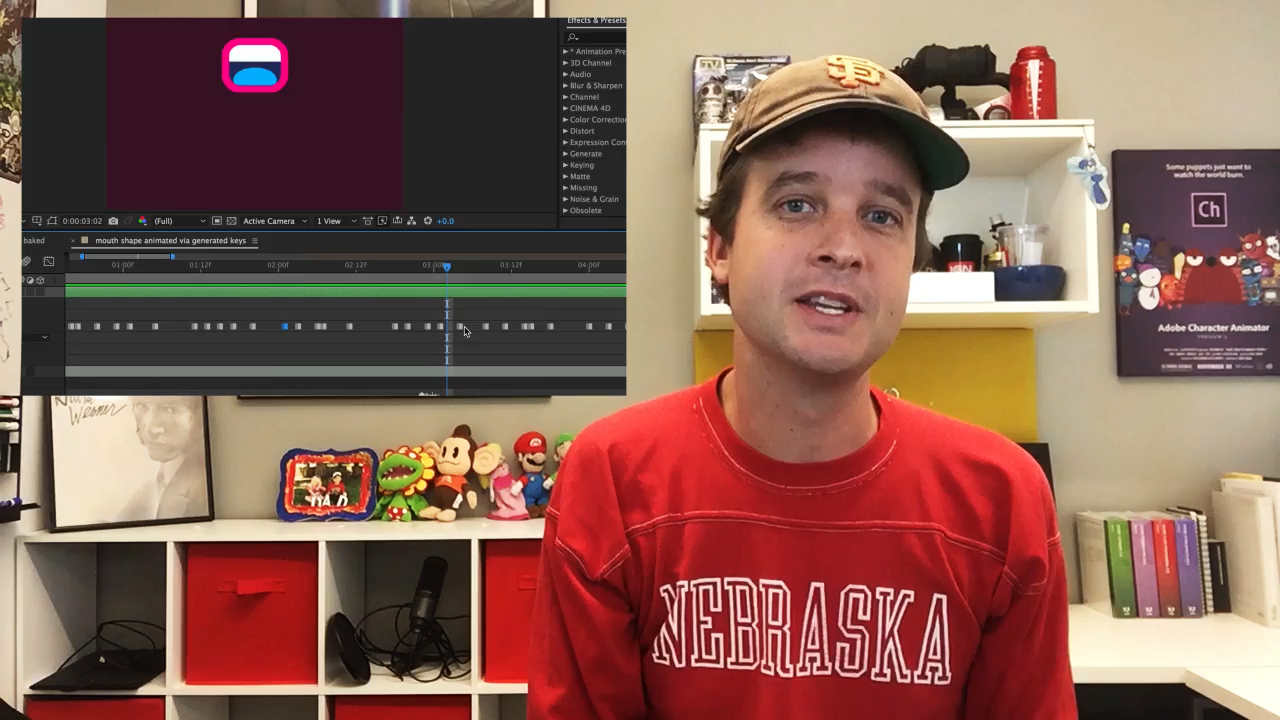 Effects & Presets
* Animation Pre
3D Channel
Audio
Blur & Sharpen
Channel
CINEMA 4D
Color Correctio
Distort
Expression Con
Generate
Keying
Matte
Missing
Noise & Grain
Obsolete
0:00:03:02
(Full)
Active Camera
1 View
+0.0
baked
mouth shape animated via generated keys
01:00f
01:12f
02:00f
02:12f
03:00f
03:12f
04:00f
SF
TV
Some puppets just want to
watch the world burn.
Ch
Adobe Character Animator
NEBRASKA